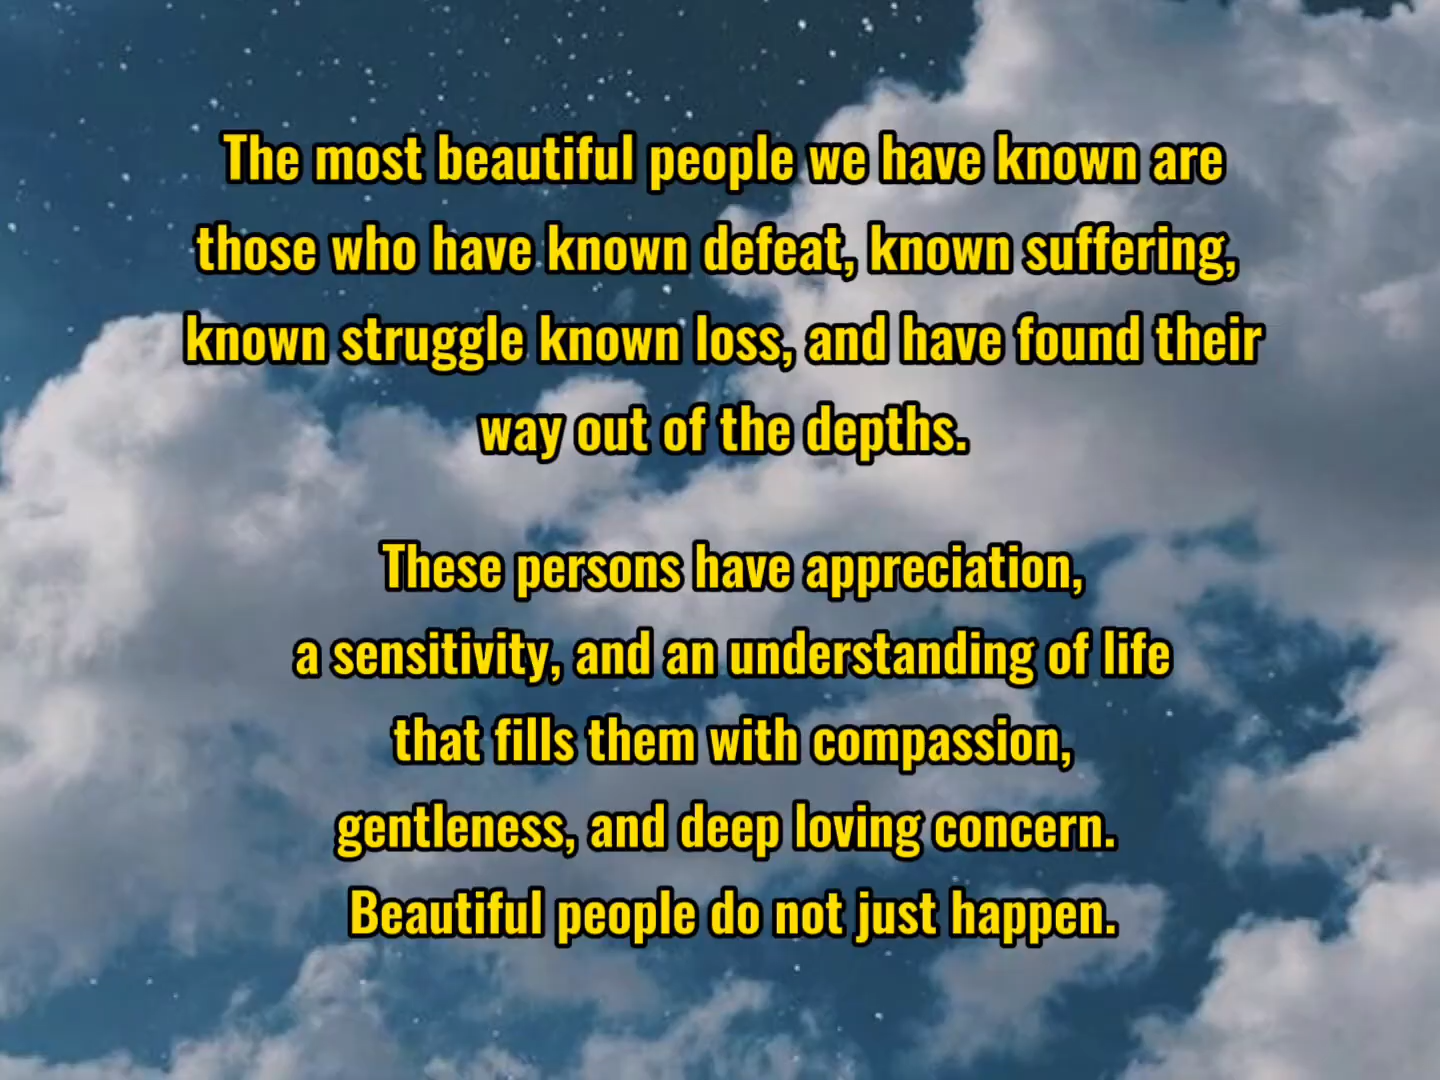 The most beautiful people we have known are
those who have known defeat, known suffering,
known struggle known loss, and have found their
way out of the depths.
These persons have appreciation,
a sensitivity, and an understanding of life
that fills them with compassion,
gentleness, and deep loving concern.
Beautiful people do not just happen.